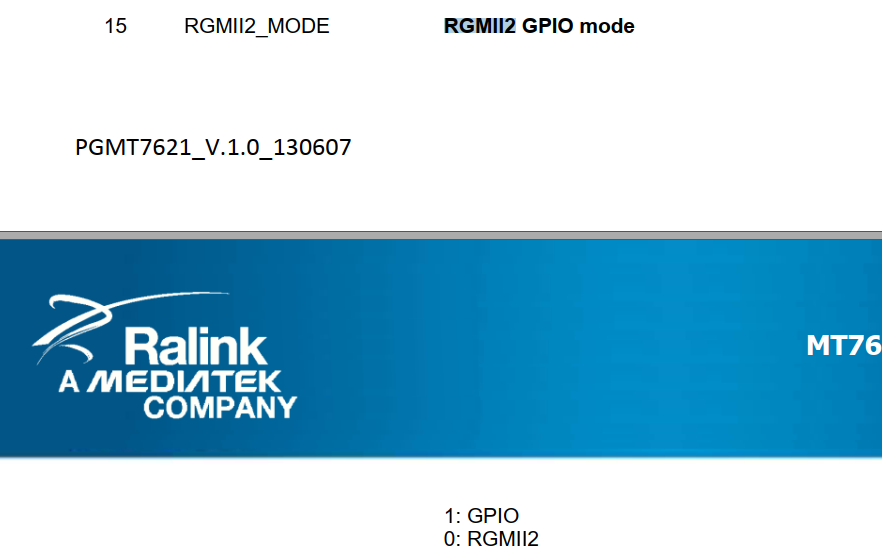 15 RGMII2_MODE RGMII2 GPIO mode
PGMT7621_V.1.0_130607
Ralink
A MEDIATEK
COMPANY
MT76
1: GPIO
0: RGMII2